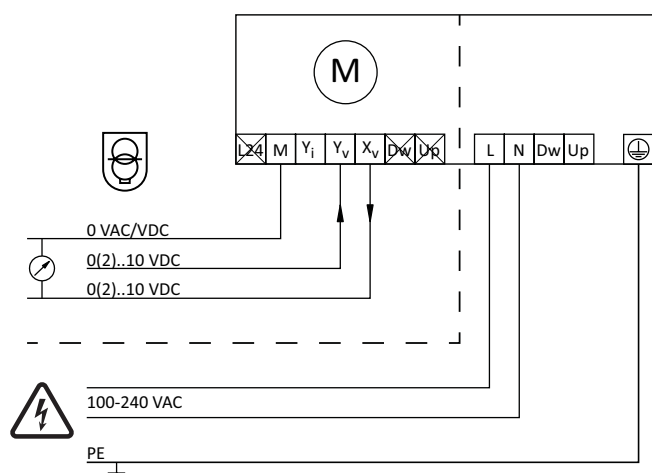 M
L24 M Yi Yv Xv Dw Up L N Dw Up
0 VAC/VDC
0(2)..10 VDC
0(2)..10 VDC
100-240 VAC
PE